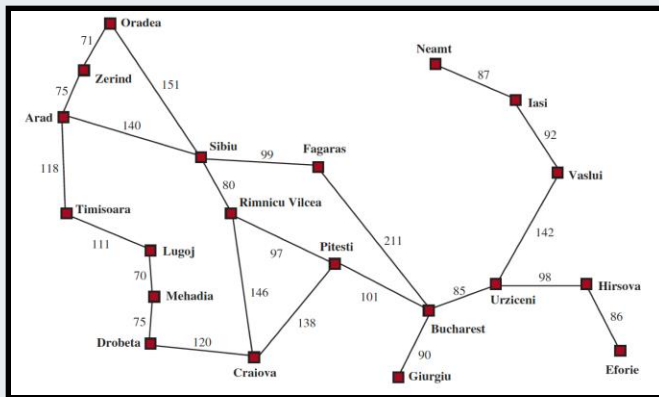 Oradea
71
Neamt
Zerind
87
151
75
Iasi
Arad
140
92
Sibiu
Fagaras
99
118
Vaslui
80
Timisoara
Rimnicu Vilcea
142
211
111
Lugoj
97
Pitesti
70
98
Hirsova
85
146
101
Urziceni
Mehadia
138
86
Bucharest
75
120
90
Drobeta
Craiova
Giurgiu
Eforie